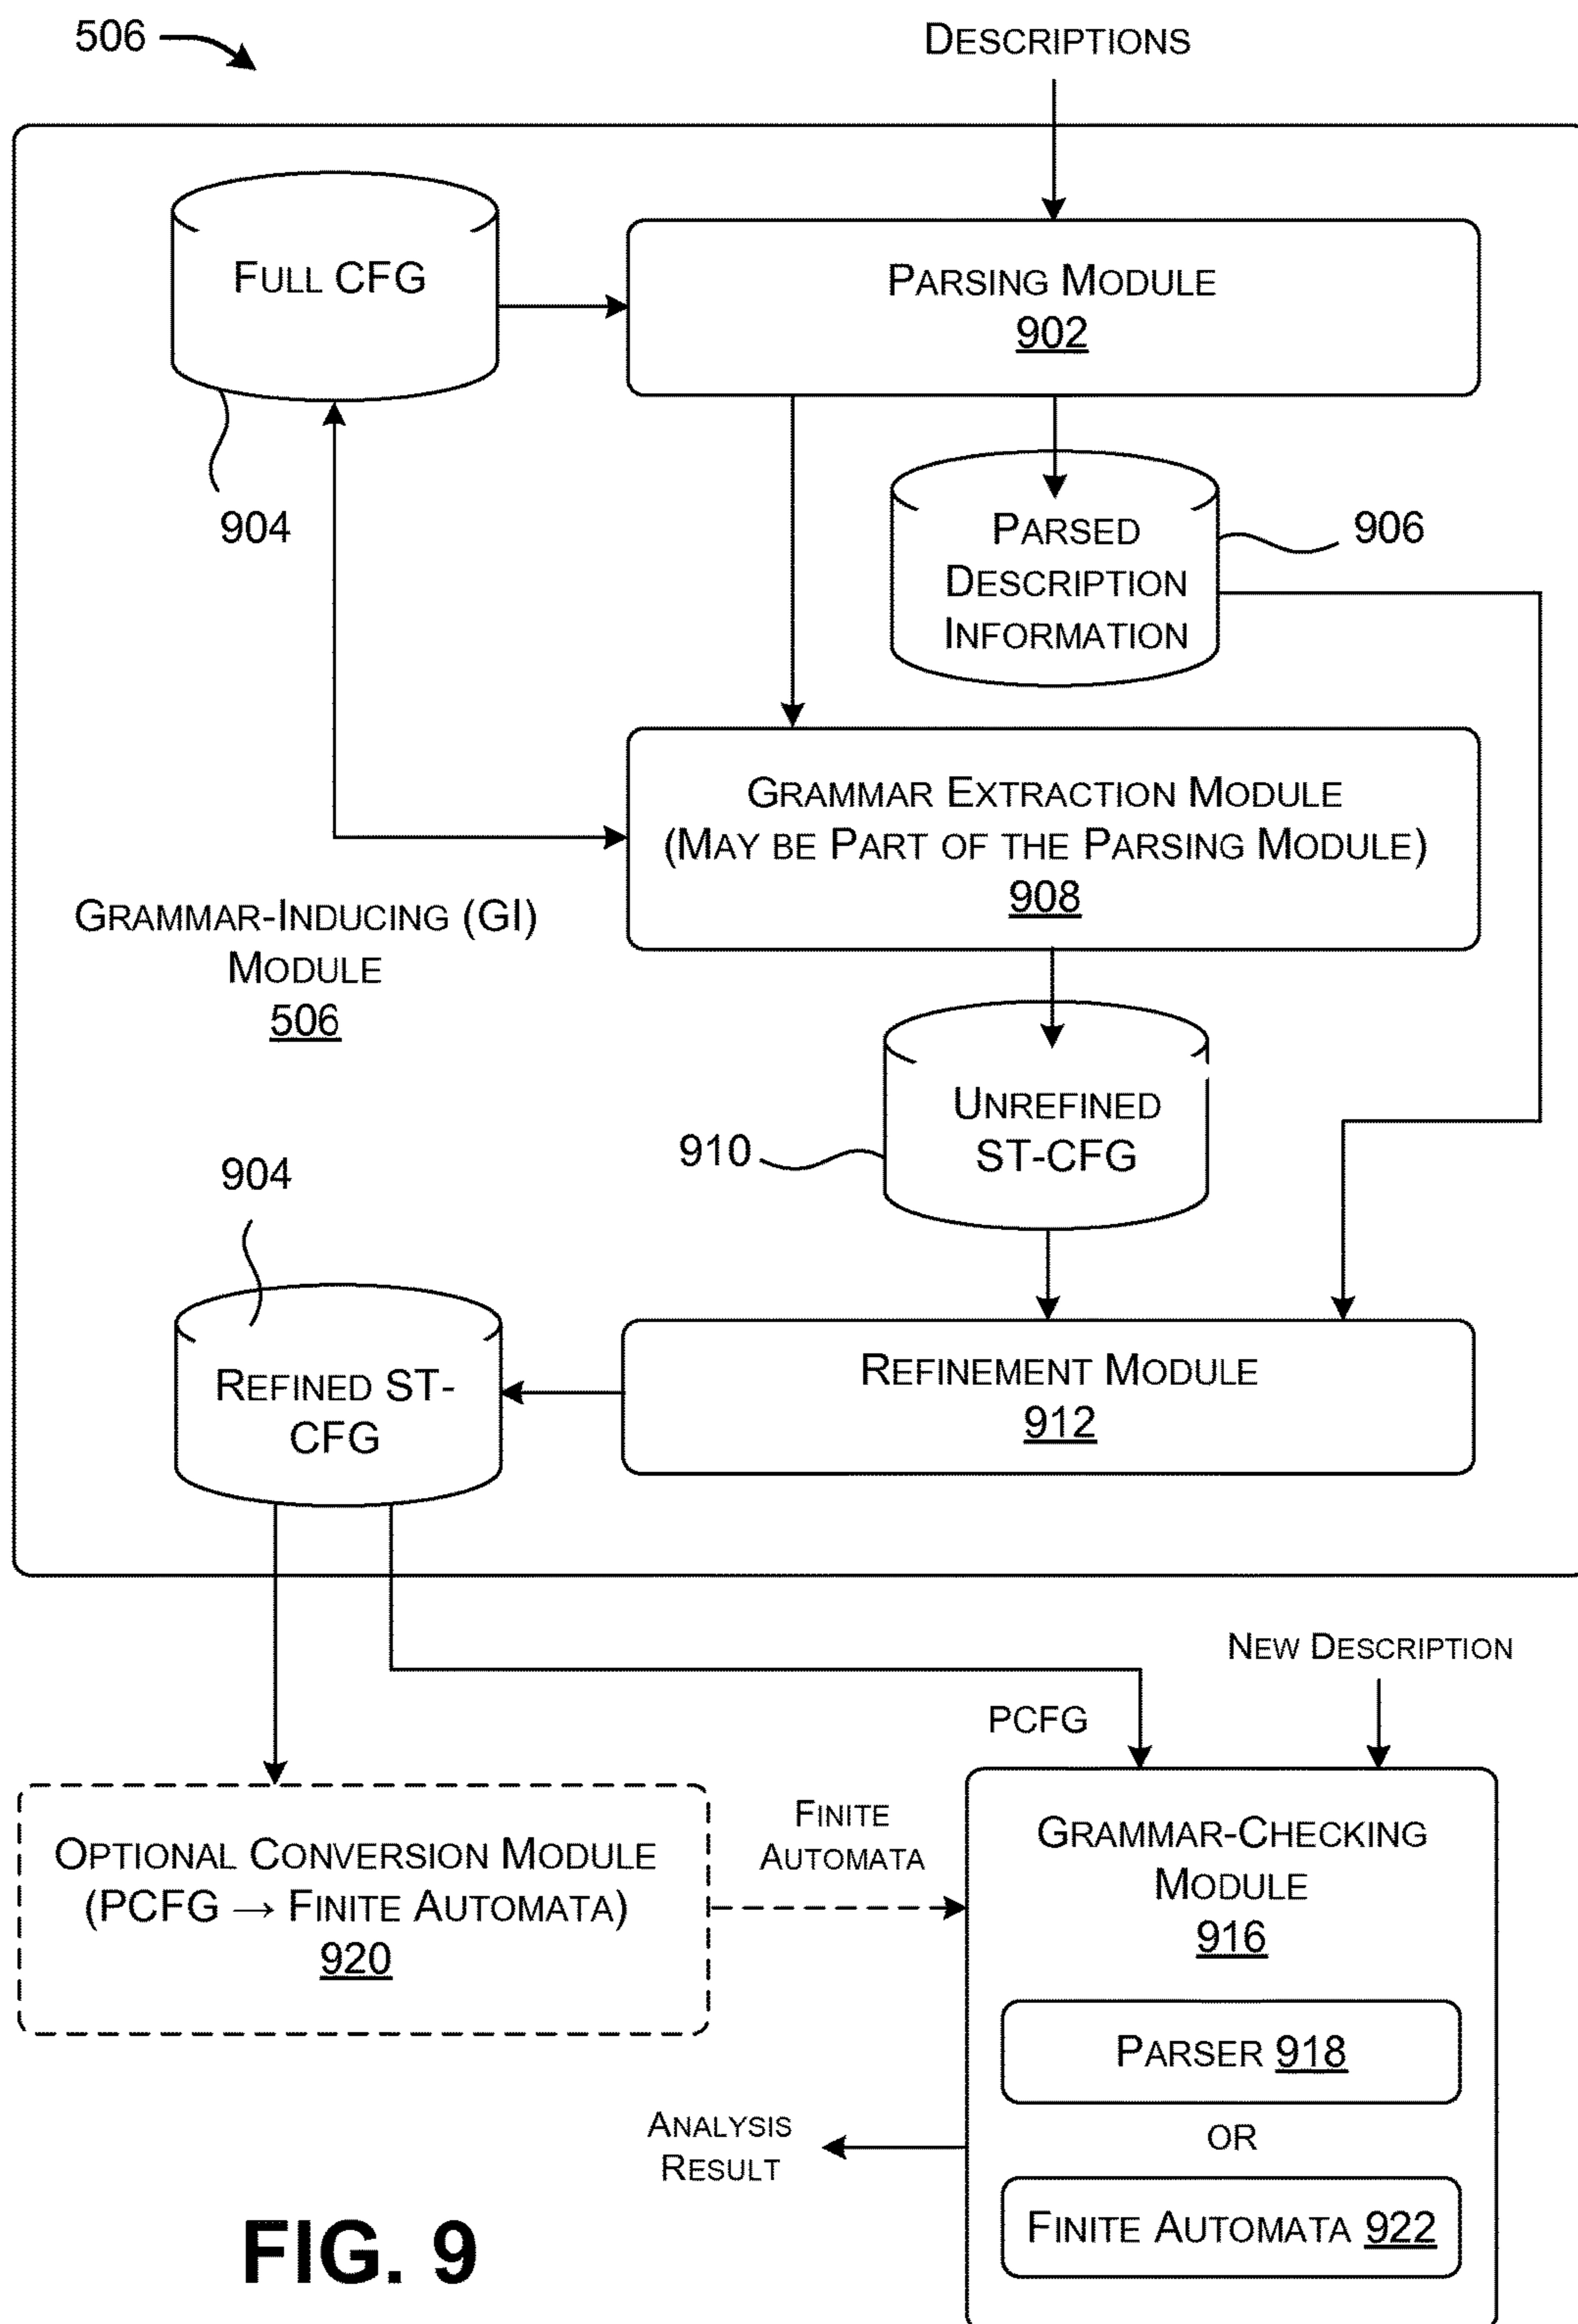 506
DESCRIPTIONS
FULL CFG
PARSING MODULE
902
904
PARSED
DESCRIPTION
INFORMATION
906
GRAMMAR EXTRACTION MODULE
(MAY BE PART OF THE PARSING MODULE)
908
GRAMMAR-INDUCING (GI)
MODULE
506
UNREFINED
ST-CFG
910
904
REFINED ST-
CFG
REFINEMENT MODULE
912
NEW DESCRIPTION
PCFG
OPTIONAL CONVERSION MODULE
(PCFG → FINITE AUTOMATA)
920
FINITE
AUTOMATA
GRAMMAR-CHECKING
MODULE
916
PARSER 918
OR
FINITE AUTOMATA 922
ANALYSIS
RESULT
FIG. 9